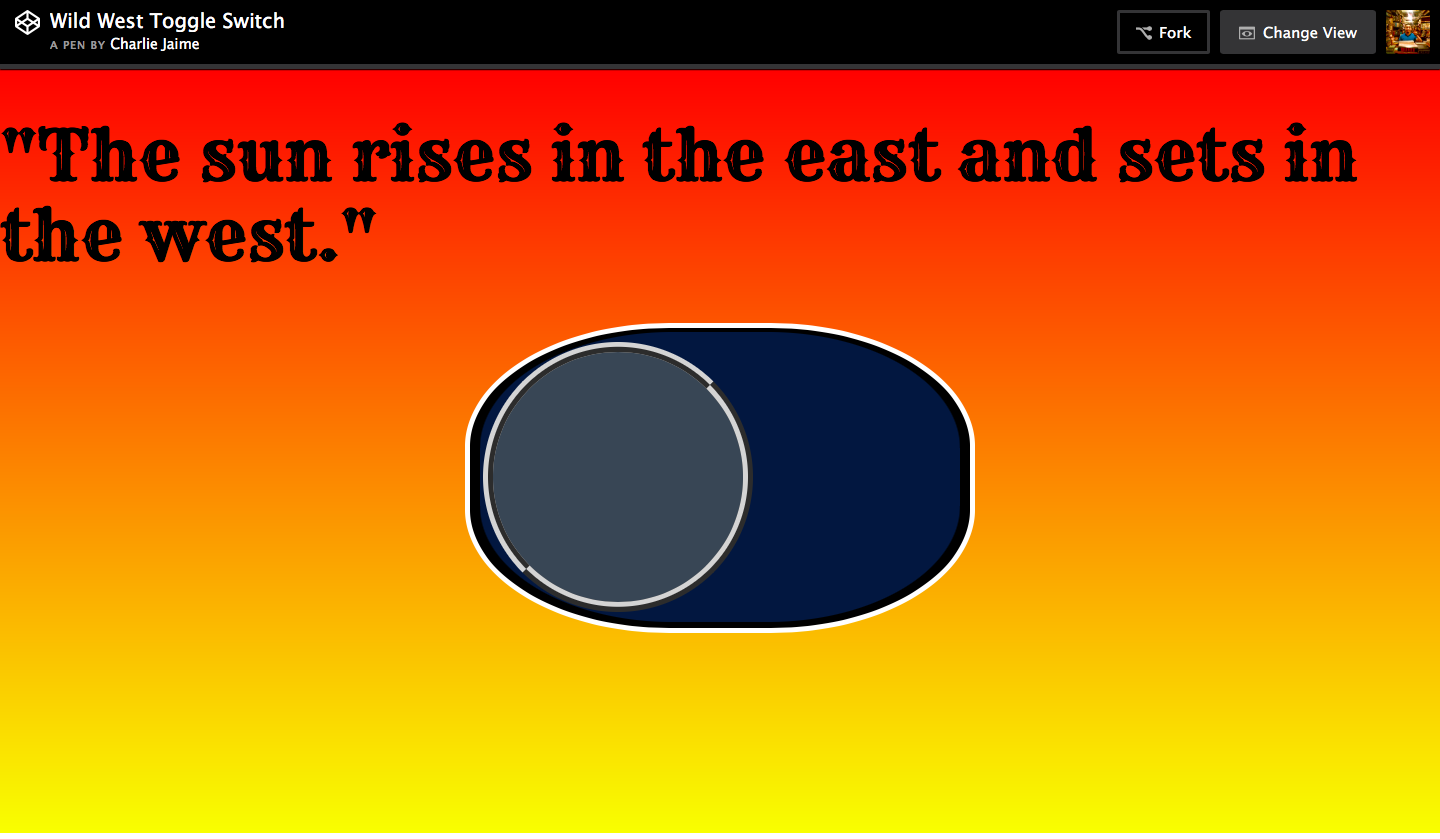 Wild West Toggle Switch
A PEN BY Charlie Jaime
Fork
Change View
"The sun rises in the east and sets in
the west."